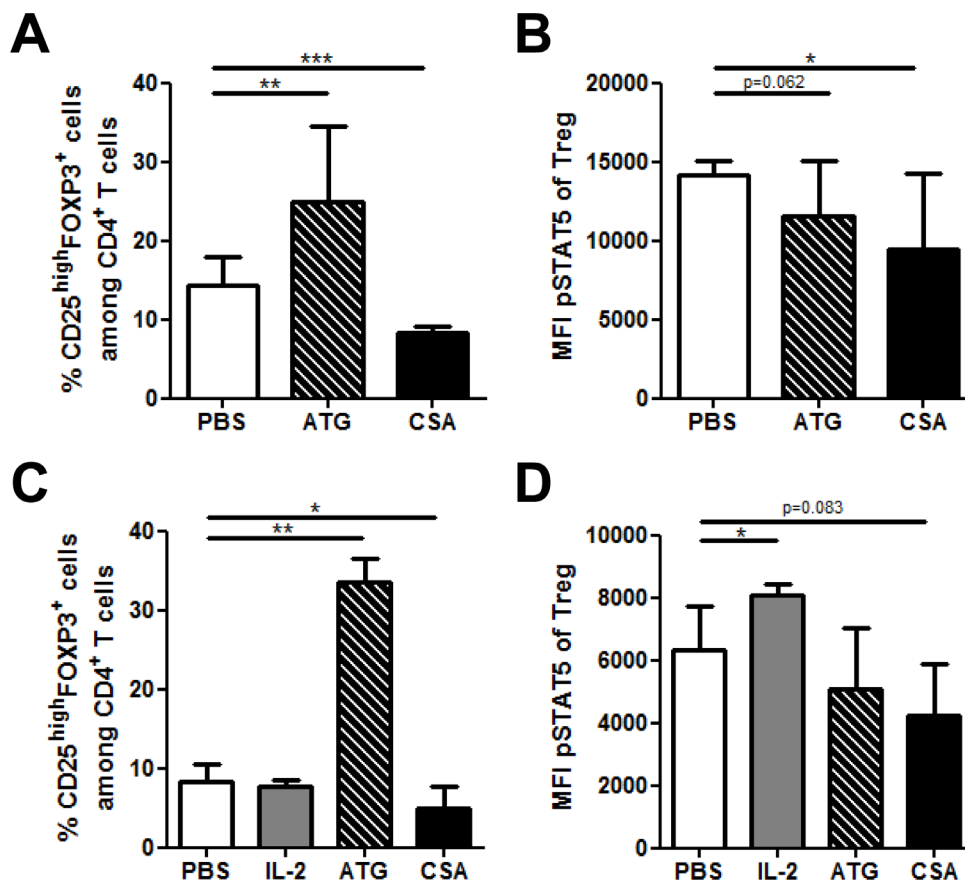 A
% CD25highFOXP3+ cells
among CD4+ T cells
40
30
20
10
0
***
**
PBS
ATG
CSA
B
MFI pSTAT5 of Treg
20000
15000
10000
5000
0
*
p=0.062
PBS
ATG
CSA
C
% CD25highFOXP3+ cells
among CD4+ T cells
40
30
20
10
0
*
**
PBS
IL-2
ATG
CSA
D
MFI pSTAT5 of Treg
10000
8000
6000
4000
2000
0
p=0.083
*
PBS
IL-2
ATG
CSA